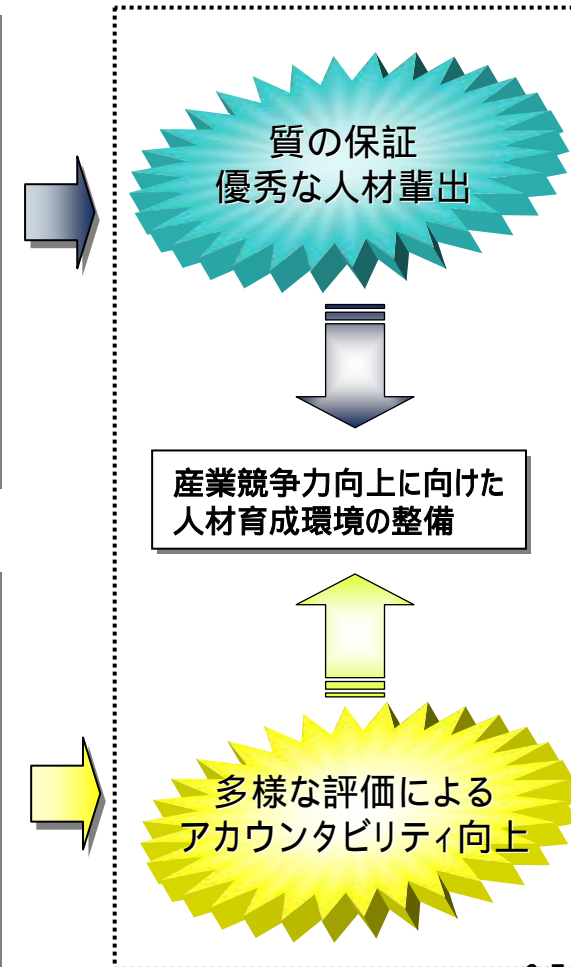 質の保証
優秀な人材輩出
産業競争力向上に向けた
人材育成環境の整備
多様な評価による
アカウンタビリティ向上